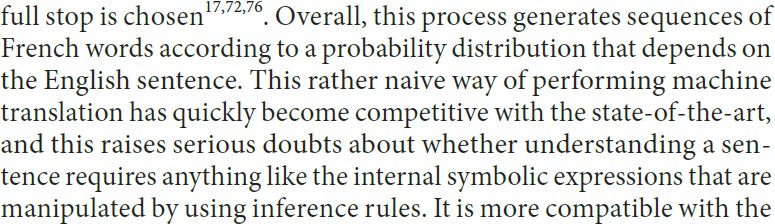 full stop is chosen17,72,76. Overall, this process generates sequences of
French words according to a probability distribution that depends on
the English sentence. This rather naive way of performing machine
translation has quickly become competitive with the state-of-the-art,
and this raises serious doubts about whether understanding a sen-
tence requires anything like the internal symbolic expressions that are
manipulated by using inference rules. It is more compatible with the